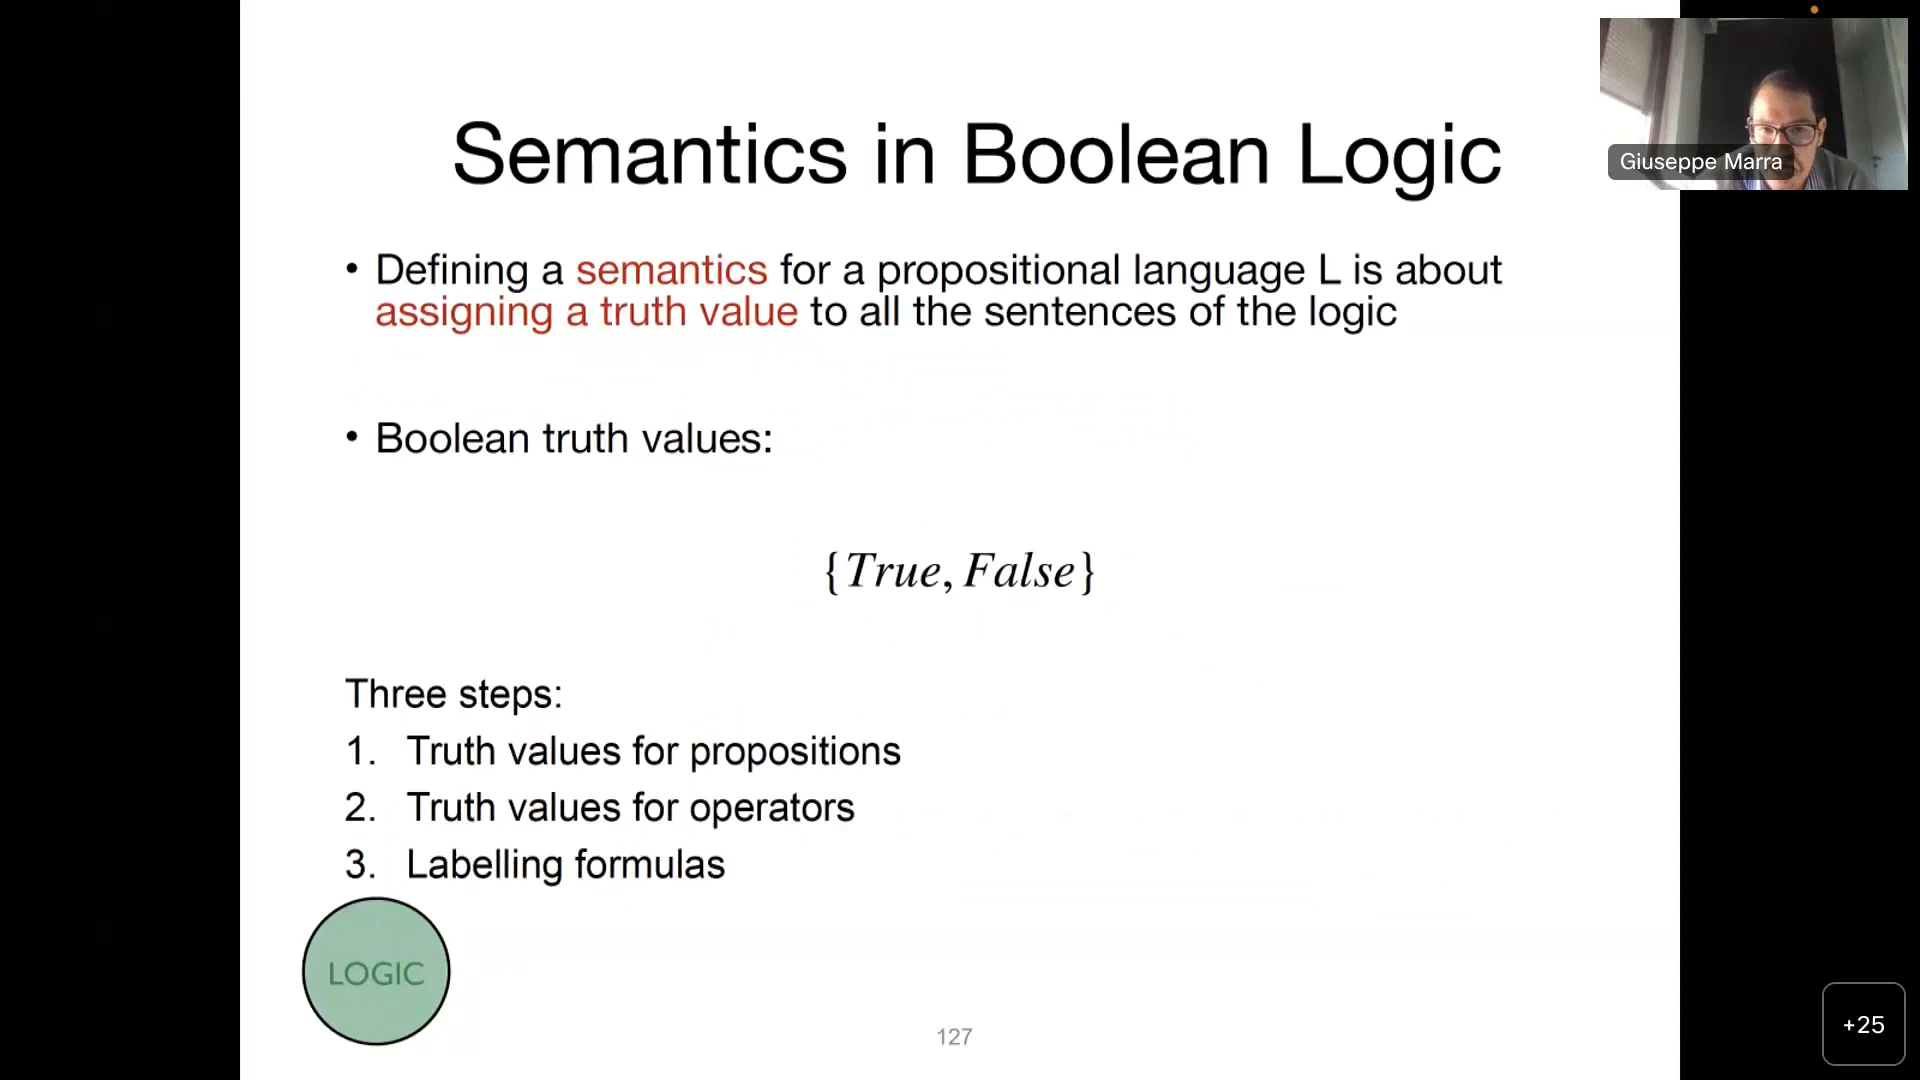 Semantics in Boolean Logic
Giuseppe Marra
• Defining a semantics for a propositional language L is about
assigning a truth value to all the sentences of the logic
• Boolean truth values:
{True, False}
Three steps:
1. Truth values for propositions
2. Truth values for operators
3. Labelling formulas
LOGIC
127
+25